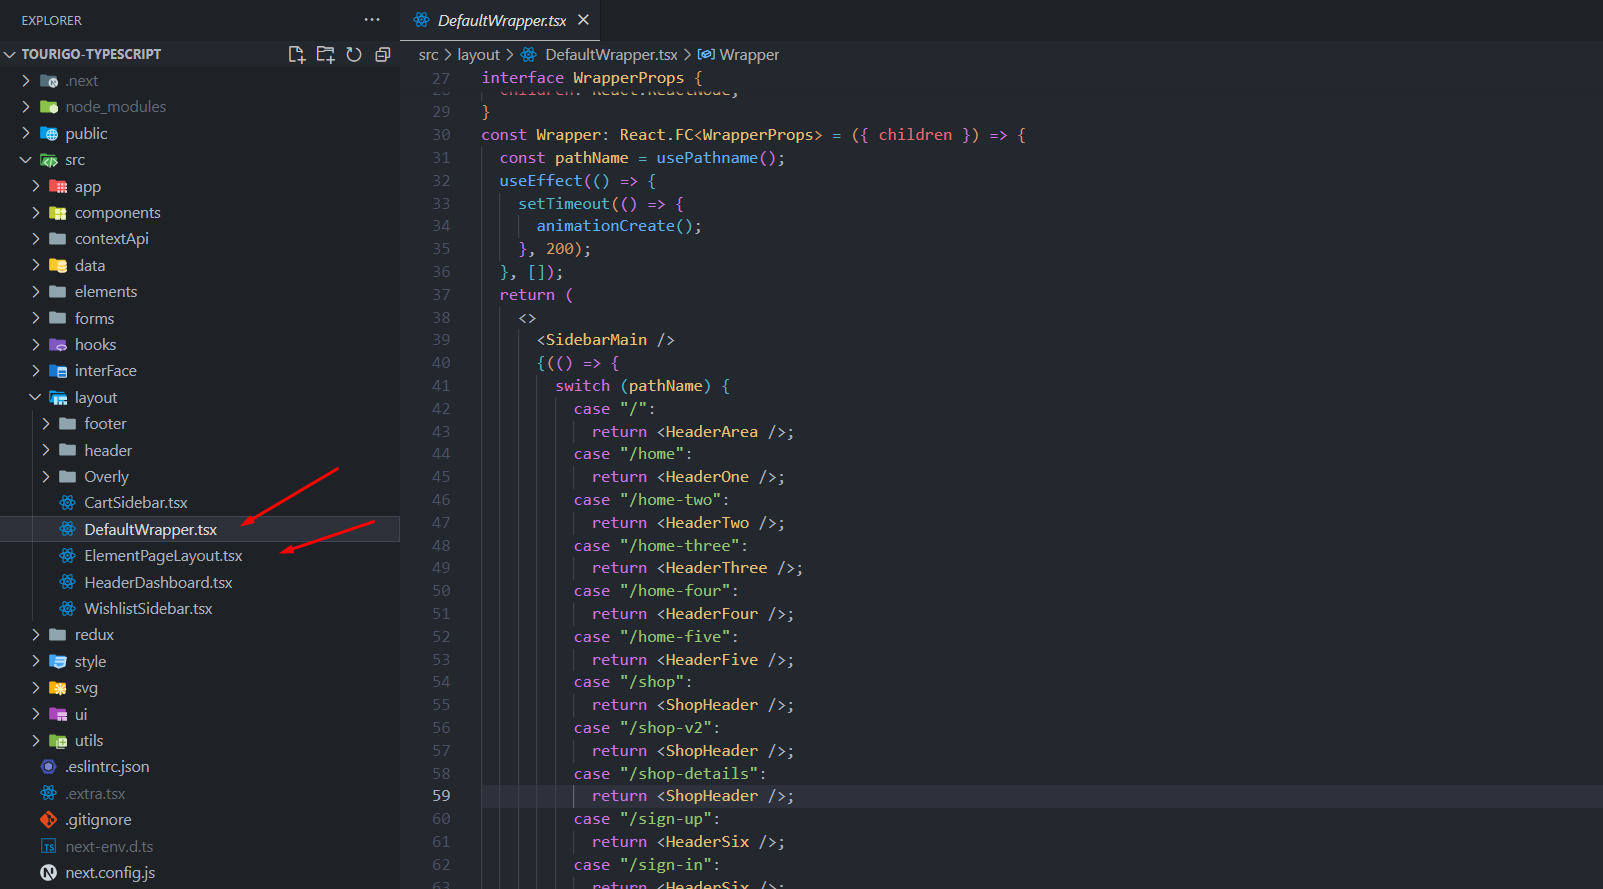 EXPLORER
TOURIGO-TYPESCRIPT
.next
node_modules
public
src
app
components
contextApi
data
elements
forms
hooks
interFace
layout
footer
header
Overly
CartSidebar.tsx
DefaultWrapper.tsx
ElementPageLayout.tsx
HeaderDashboard.tsx
WishlistSidebar.tsx
redux
style
svg
ui
utils
.eslintrc.json
.extra.tsx
.gitignore
next-env.d.ts
next.config.js
DefaultWrapper.tsx
src > layout > DefaultWrapper.tsx > Wrapper
27 interface WrapperProps {
28 children: React.ReactNode;
29 }
30 const Wrapper: React.FC<WrapperProps> = ({ children }) => {
31 const pathName = usePathname();
32 useEffect(() => {
33 setTimeout(() => {
34 animationCreate();
35 }, 200);
36 }, []);
37 return (
38 <>
39 <SidebarMain />
40 {(() => {
41 switch (pathName) {
42 case "/":
43 return <HeaderArea />;
44 case "/home":
45 return <HeaderOne />;
46 case "/home-two":
47 return <HeaderTwo />;
48 case "/home-three":
49 return <HeaderThree />;
50 case "/home-four":
51 return <HeaderFour />;
52 case "/home-five":
53 return <HeaderFive />;
54 case "/shop":
55 return <ShopHeader />;
56 case "/shop-v2":
57 return <ShopHeader />;
58 case "/shop-details":
59 return <ShopHeader />;
60 case "/sign-up":
61 return <HeaderSix />;
62 case "/sign-in":
63 return <HeaderSix />;